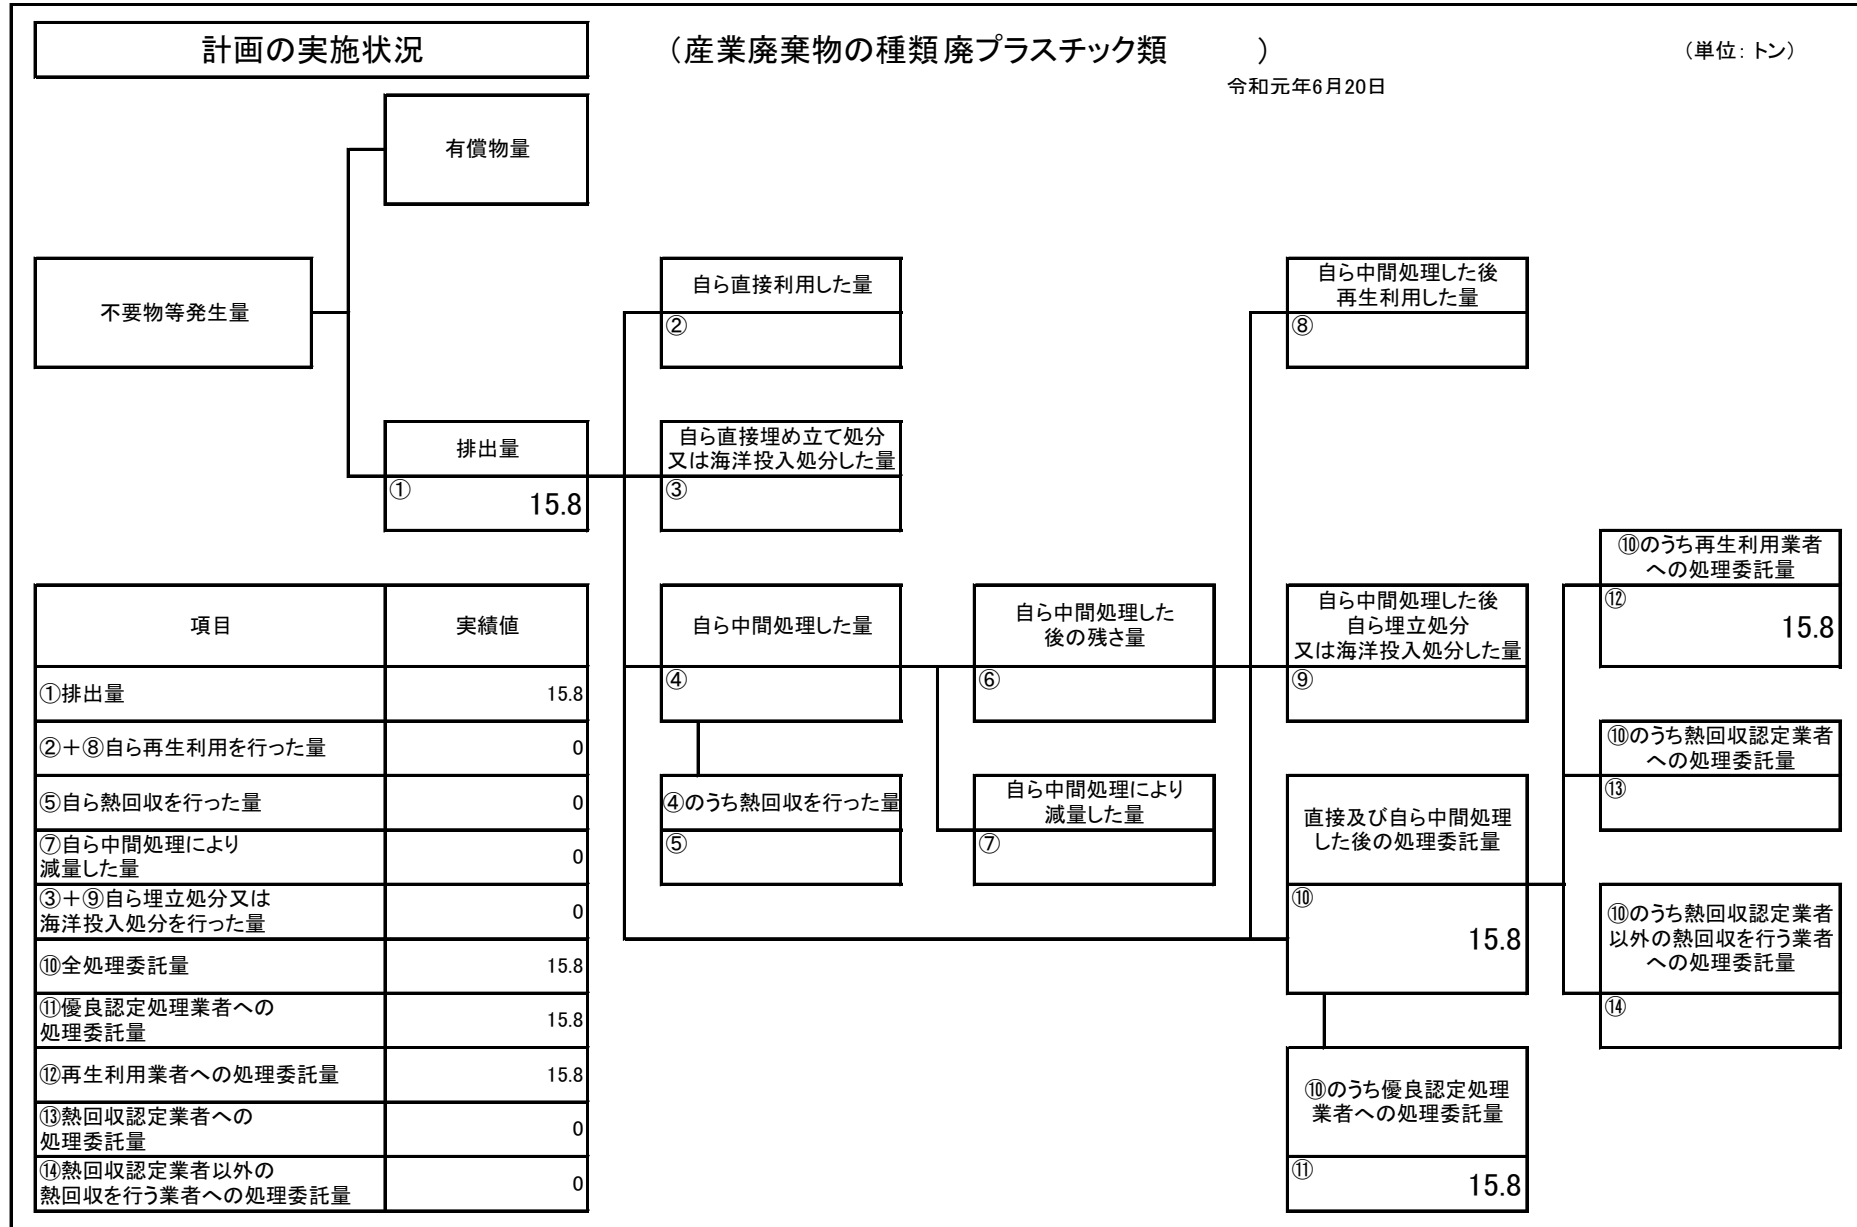 計画の実施状況
（産業廃棄物の種類 廃プラスチック類　　　）
（単位：トン）
令和元年6月20日
有償物量
不要物等発生量
自ら直接利用した量
②
自ら中間処理した後
再生利用した量
⑧
排出量
①
15.8
自ら直接埋め立て処分
又は海洋投入処分した量
③
⑩のうち再生利用業者
への処理委託量
⑫
15.8
自ら中間処理した量
④
自ら中間処理した
後の残さ量
⑥
自ら中間処理した後
自ら埋立処分
又は海洋投入処分した量
⑨
⑩のうち熱回収認定業者
への処理委託量
⑬
④のうち熱回収を行った量
⑤
自ら中間処理により
減量した量
⑦
直接及び自ら中間処理
した後の処理委託量
⑩
15.8
⑩のうち熱回収認定業者
以外の熱回収を行う業者
への処理委託量
⑭
⑩のうち優良認定処理
業者への処理委託量
⑪
15.8
項目 実績値
①排出量 15.8
②＋⑧自ら再生利用を行った量 0
⑤自ら熱回収を行った量 0
⑦自ら中間処理により
減量した量 0
③＋⑨自ら埋立処分又は
海洋投入処分を行った量 0
⑩全処理委託量 15.8
⑪優良認定処理業者への
処理委託量 15.8
⑫再生利用業者への処理委託量 15.8
⑬熱回収認定業者への
処理委託量 0
⑭熱回収認定業者以外の
熱回収を行う業者への処理委託量 0